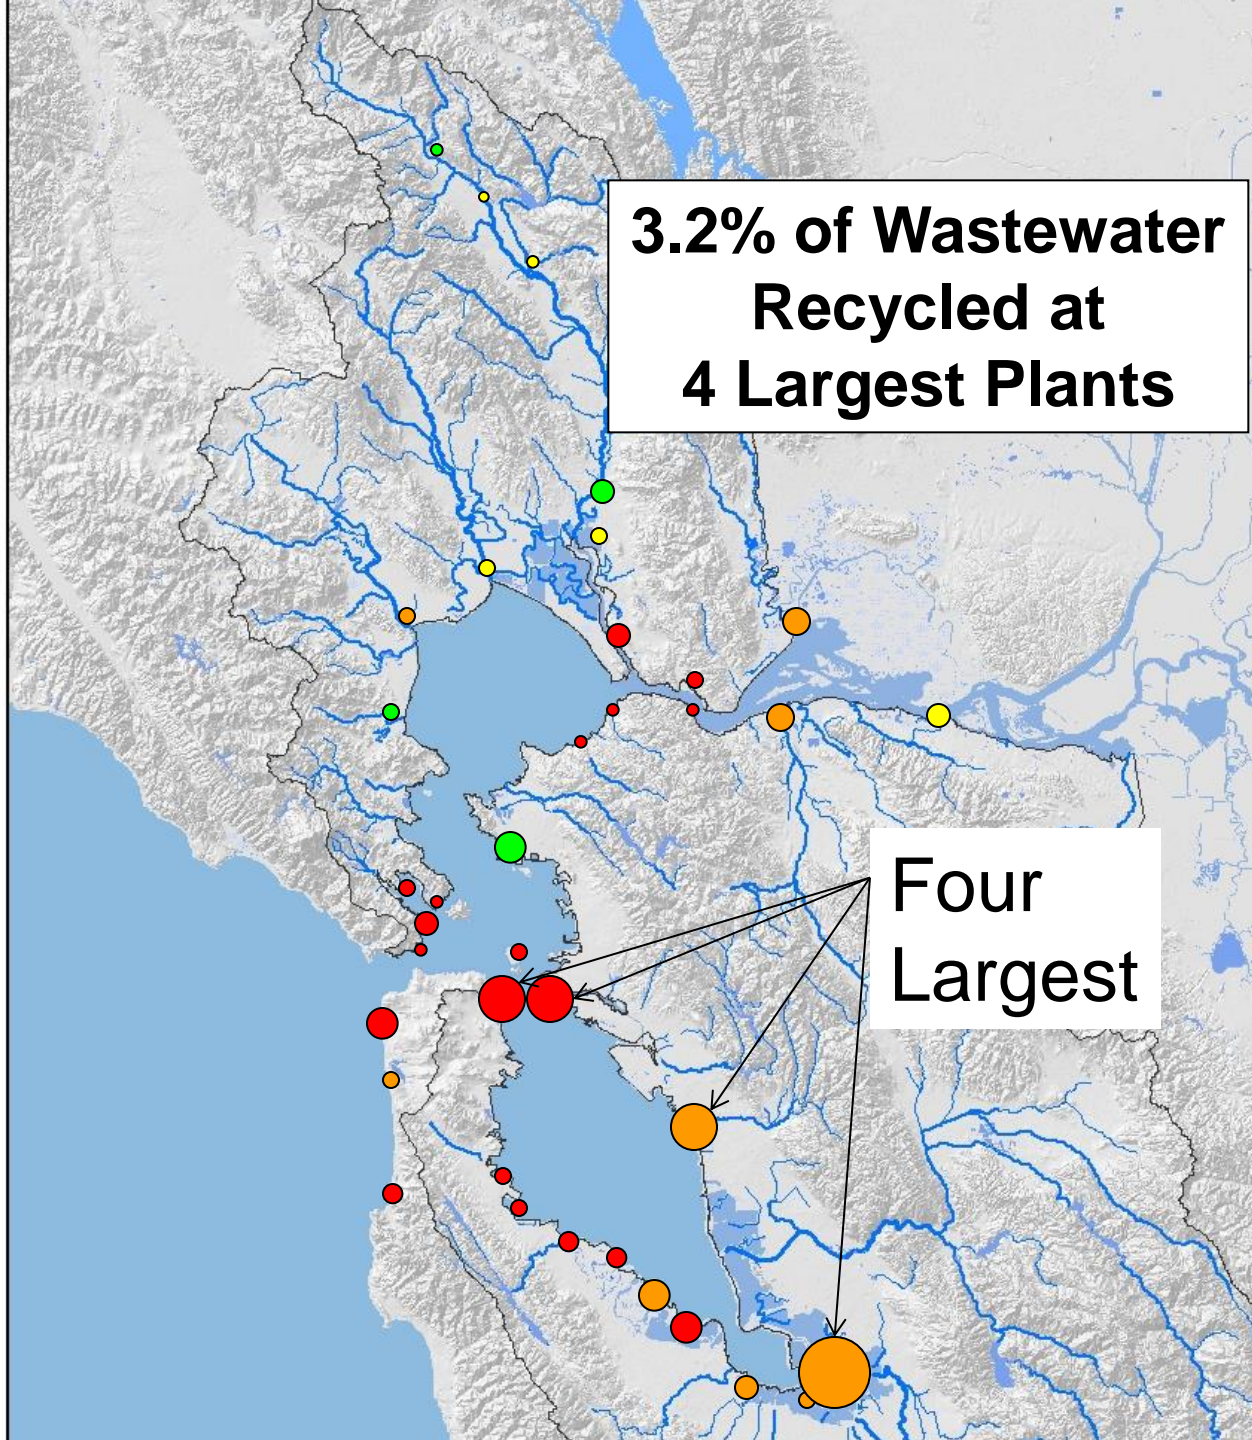 3.2% of Wastewater
Recycled at
4 Largest Plants
Four
Largest